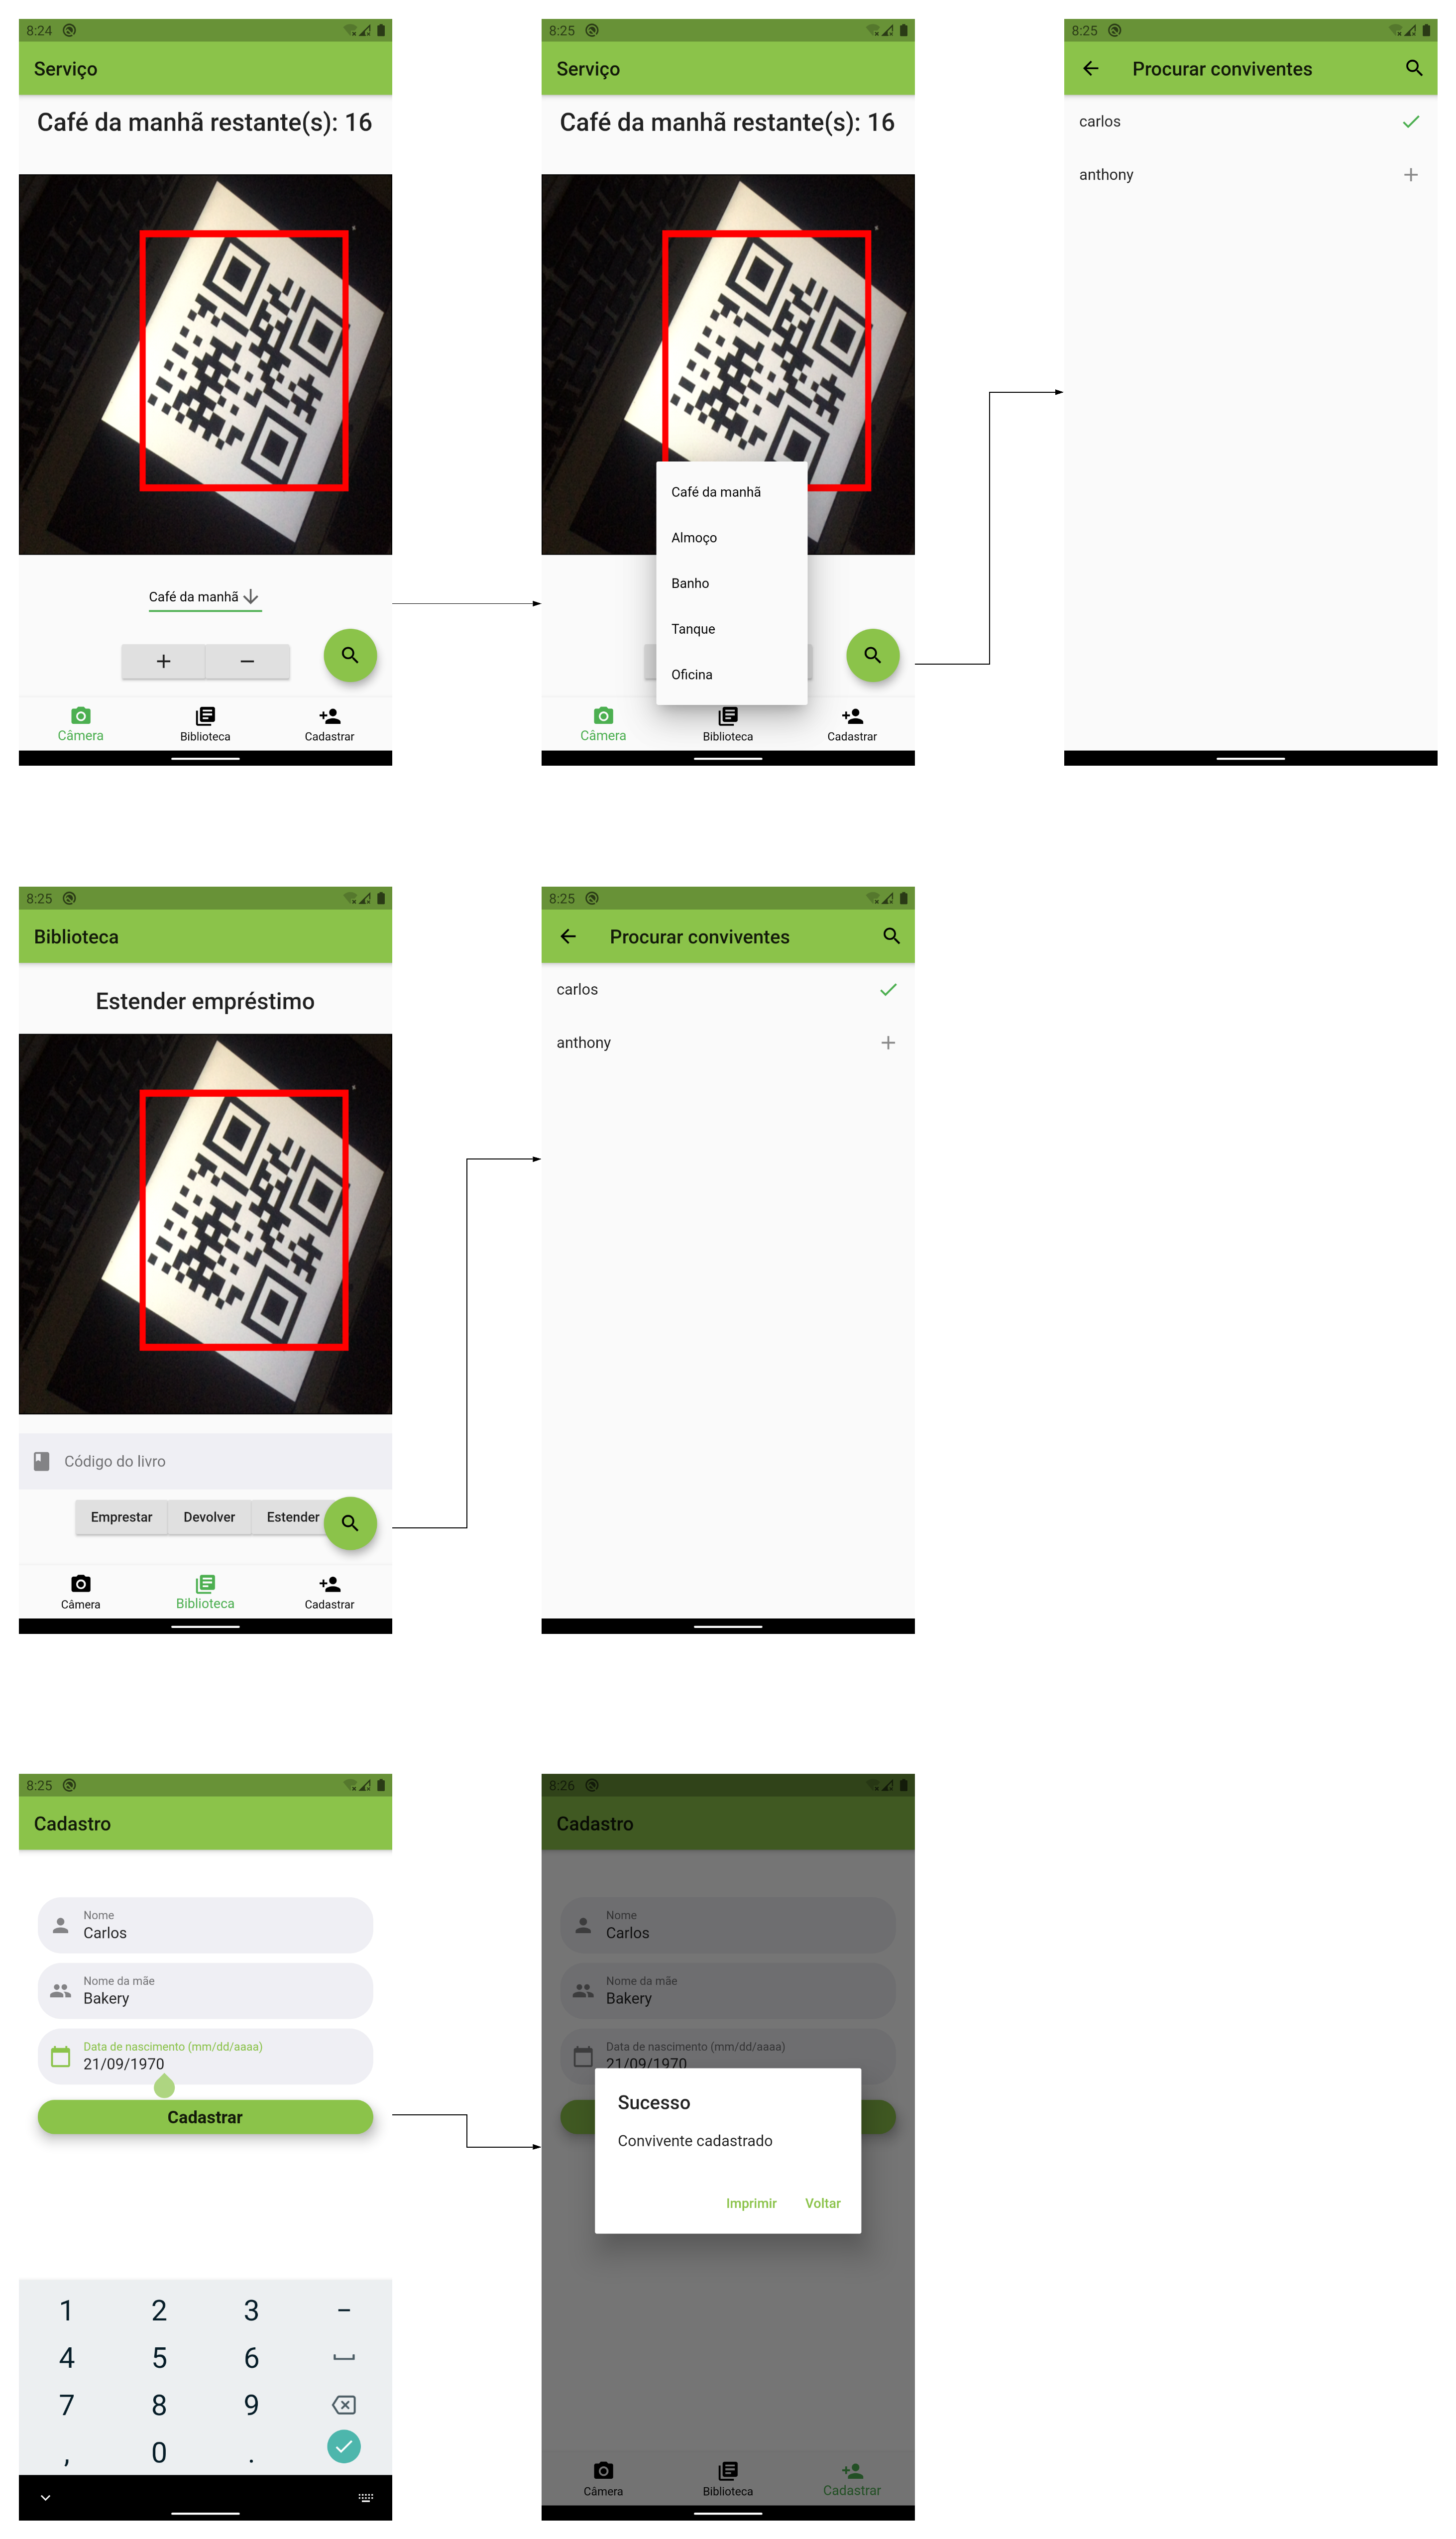 8:24
Serviço
Café da manhã restante(s): 16
Café da manhã
+ −
Câmera Biblioteca Cadastrar
8:25
Serviço
Café da manhã restante(s): 16
Café da manhã
Almoço
Banho
Tanque
Oficina
Câmera Biblioteca Cadastrar
8:25
Procurar conviventes
carlos
anthony
8:25
Biblioteca
Estender empréstimo
Código do livro
Emprestar Devolver Estender
Câmera Biblioteca Cadastrar
8:25
Procurar conviventes
carlos
anthony
8:25
Cadastro
Nome
Carlos
Nome da mãe
Bakery
Data de nascimento (mm/dd/aaaa)
21/09/1970
Cadastrar
1 2 3 −
4 5 6
7 8 9
, 0 .
8:26
Cadastro
Nome
Carlos
Nome da mãe
Bakery
Data de nascimento (mm/dd/aaaa)
21/09/1970
Sucesso
Convivente cadastrado
Imprimir Voltar
Câmera Biblioteca Cadastrar